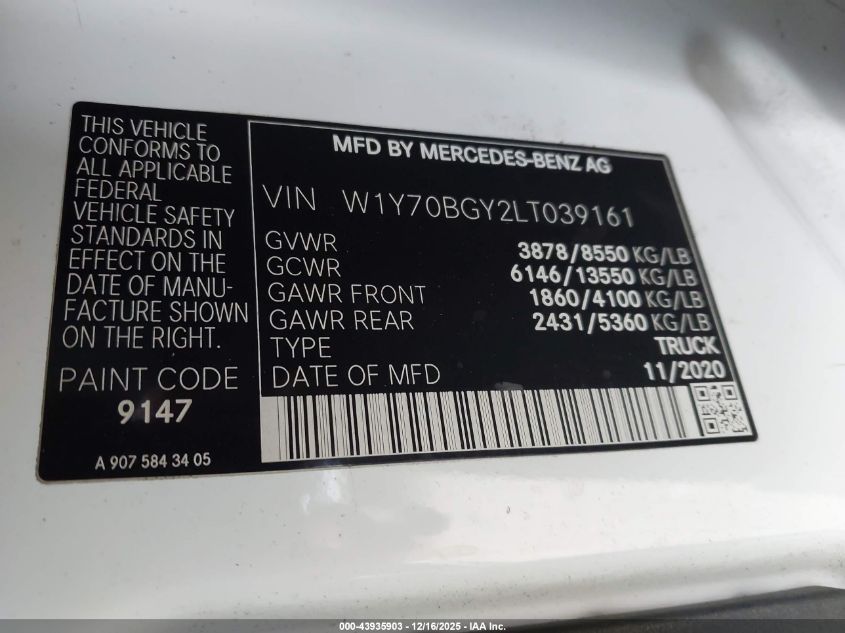 THIS VEHICLE
CONFORMS TO
ALL APPLICABLE
FEDERAL
VEHICLE SAFETY
STANDARDS IN
EFFECT ON THE
DATE OF MANU-
FACTURE SHOWN
ON THE RIGHT.
PAINT CODE
9147
A 907 584 34 05
MFD BY MERCEDES-BENZ AG
VIN W1Y70BGY2LT039161
GVWR 3878/8550 KG/LB
GCWR 6146/13550 KG/LB
GAWR FRONT 1860/4100 KG/LB
GAWR REAR 2431/5360 KG/LB
TYPE TRUCK
DATE OF MFD 11/2020
000-43935903 - 12/16/2025 - IAA Inc.